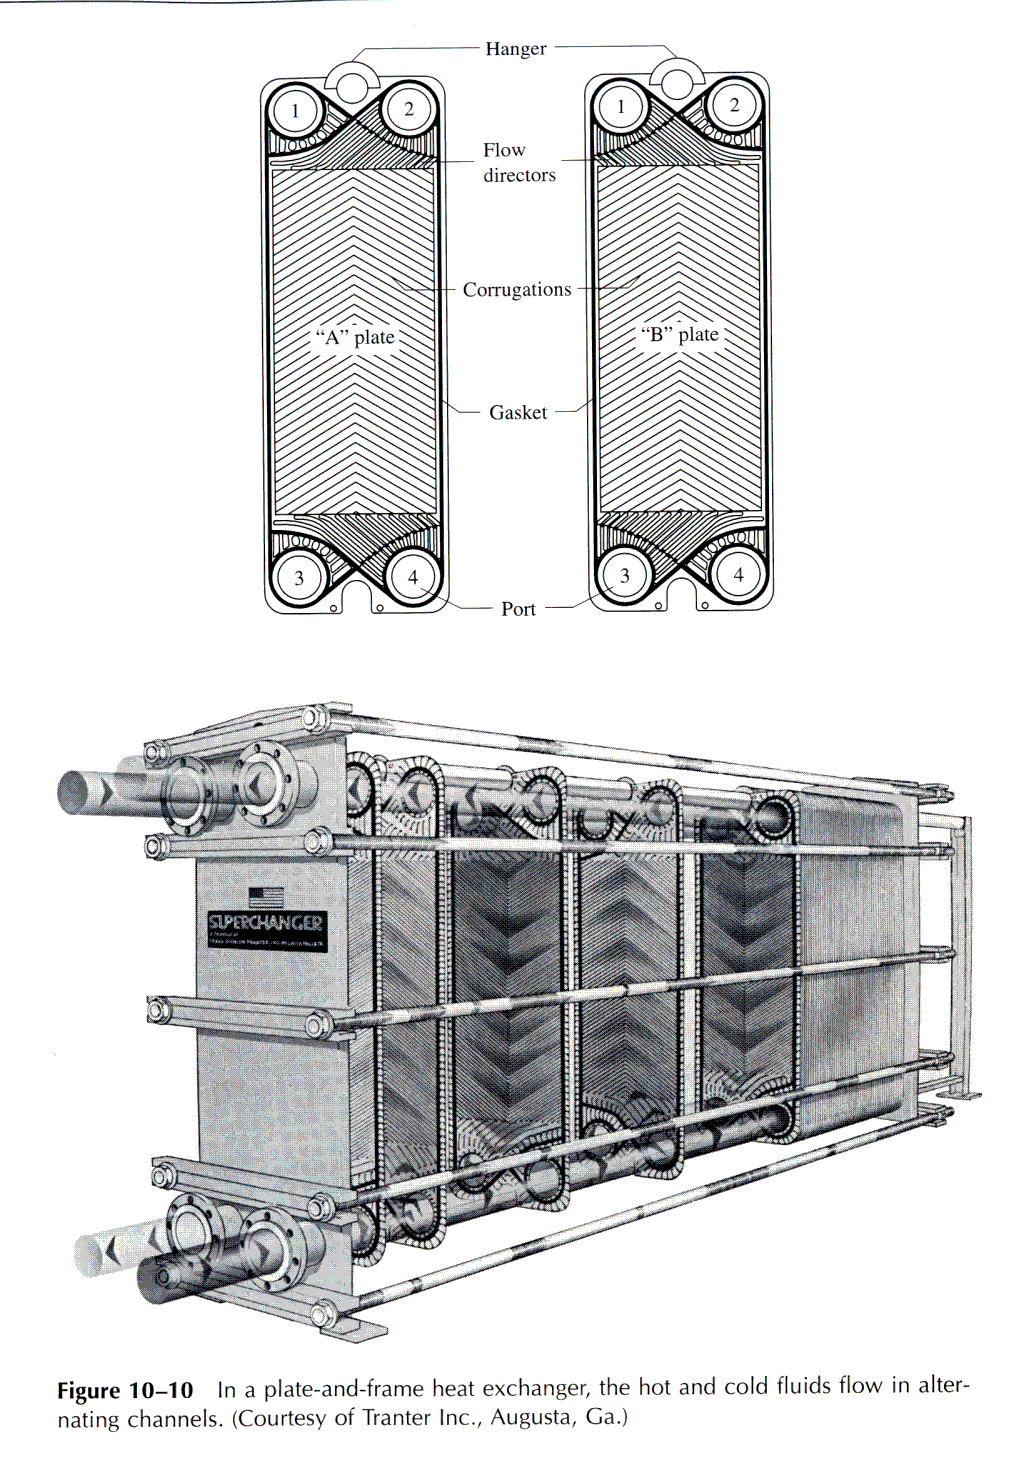 Hanger
1
2
1
2
Flow
directors
Corrugations
"A" plate
"B" plate
Gasket
3
4
3
4
Port
SUPERCHANGER
Figure 10–10 In a plate-and-frame heat exchanger, the hot and cold fluids flow in alter-
nating channels. (Courtesy of Tranter Inc., Augusta, Ga.)